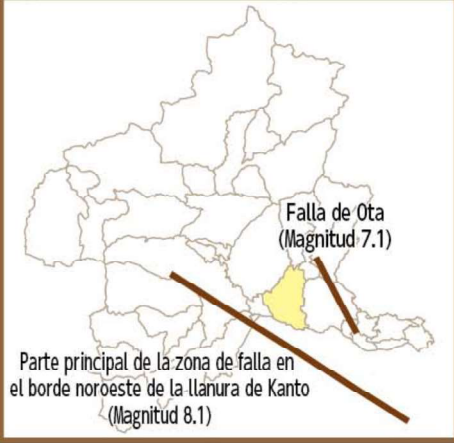 Falla de Ota
(Magnitud 7.1)
Parte principal de la zona de falla en
el borde noroeste de la llanura de Kanto
(Magnitud 8.1)